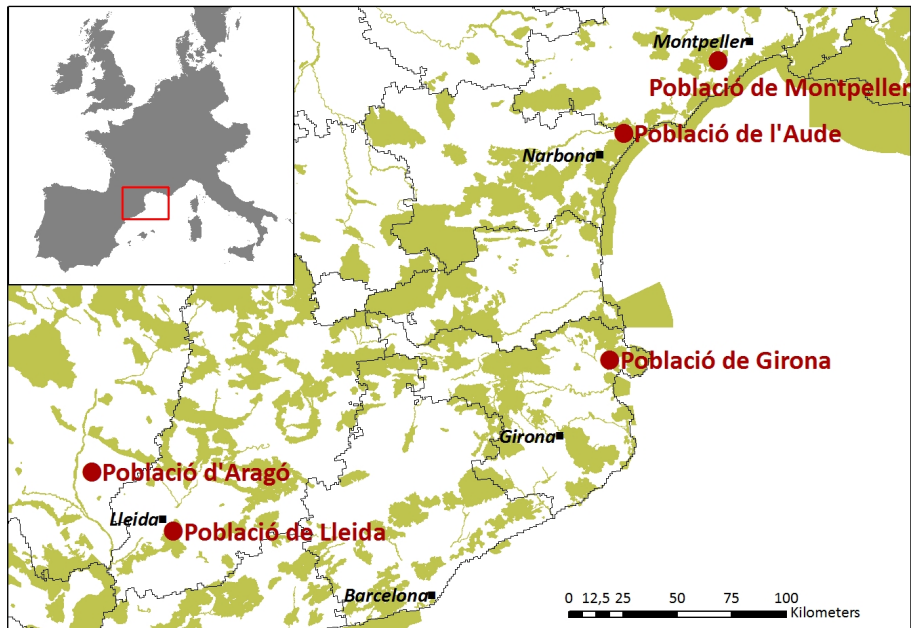 Montpeller
Població de Montpeller
Població de l'Aude
Narbona
Població de Girona
Girona
Població d'Aragó
Lleida
Població de Lleida
Barcelona
0 12,5 25 50 75 100
Kilometers